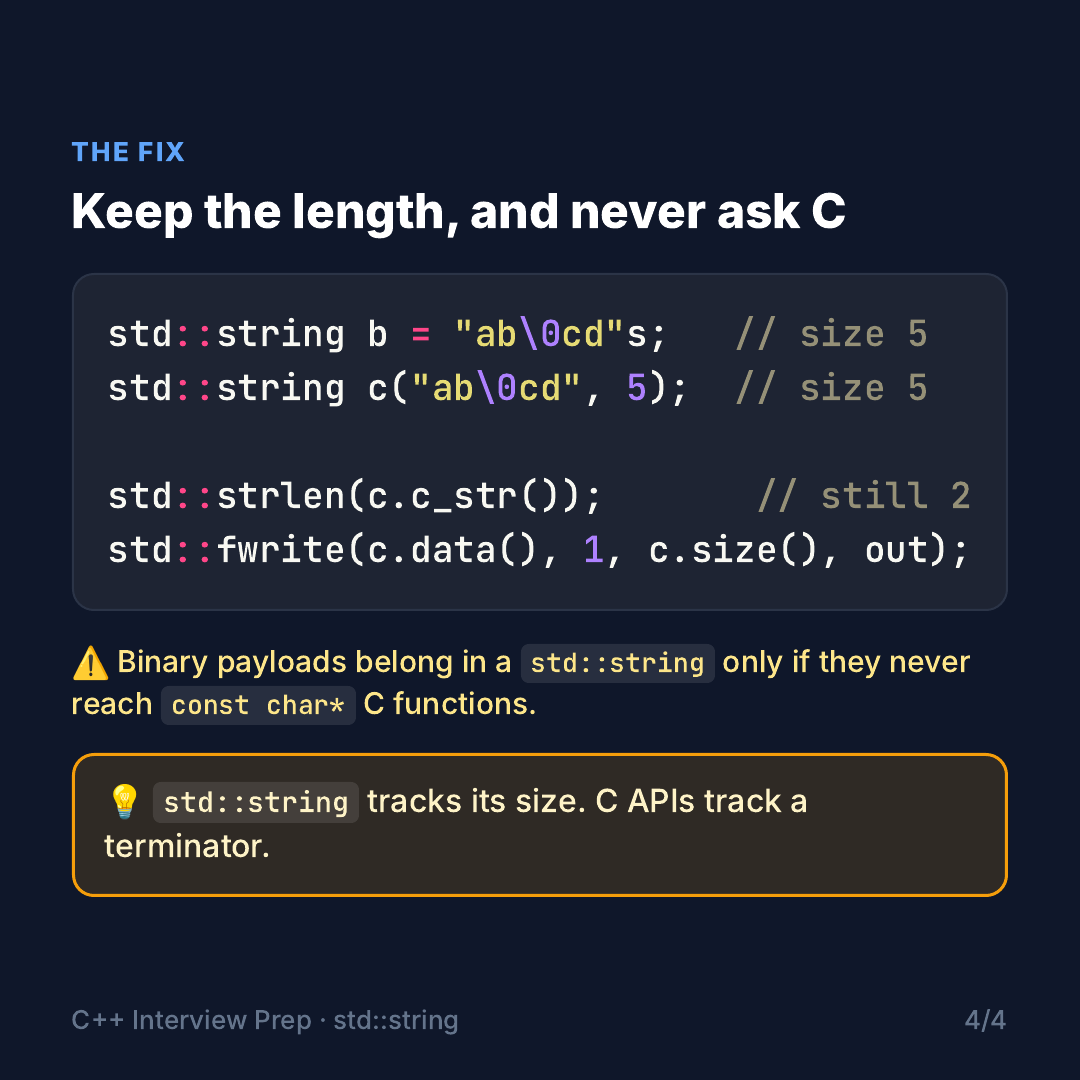 THE FIX
Keep the length, and never ask C
std::string b = "ab\0cd"s;   // size 5
std::string c("ab\0cd", 5);  // size 5
std::strlen(c.c_str());       // still 2
std::fwrite(c.data(), 1, c.size(), out);
⚠️ Binary payloads belong in a std::string only if they never
reach const char* C functions.
💡 std::string tracks its size. C APIs track a
terminator.
C++ Interview Prep · std::string
4/4